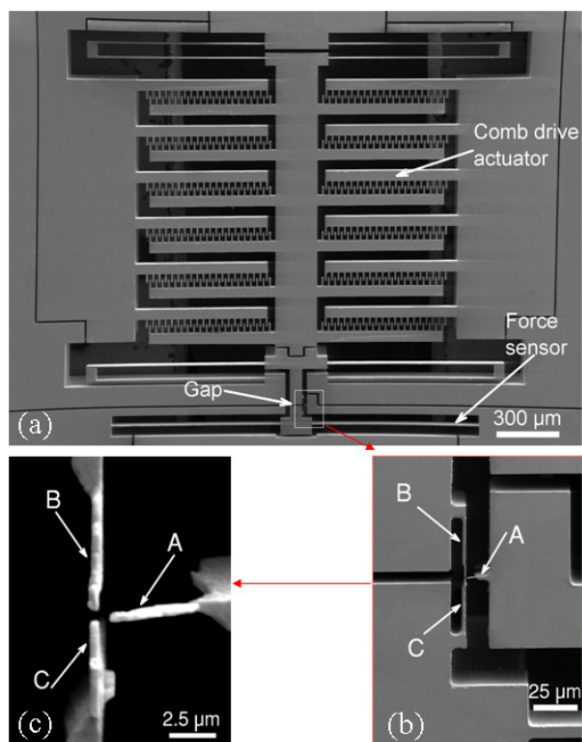 Comb drive
actuator
Force
sensor
Gap
300 µm
(a)
B
A
C
2.5 µm
(c)
B
A
C
25 µm
(b)